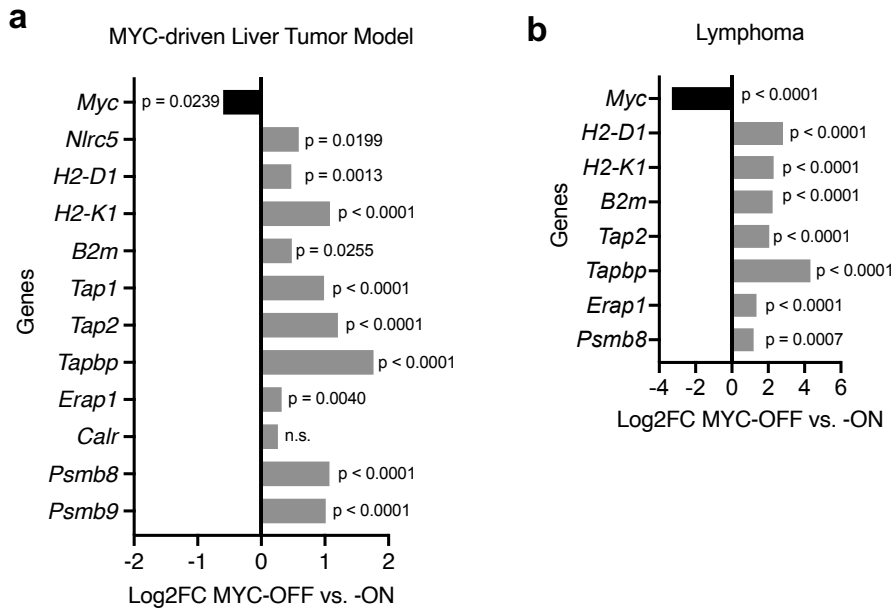 a
MYC-driven Liver Tumor Model
Genes
Myc p = 0.0239
Nlrc5 p = 0.0199
H2-D1 p = 0.0013
H2-K1 p < 0.0001
B2m p = 0.0255
Tap1 p < 0.0001
Tap2 p < 0.0001
Tapbp p < 0.0001
Erap1 p = 0.0040
Calr n.s.
Psmb8 p < 0.0001
Psmb9 p < 0.0001
-2 -1 0 1 2
Log2FC MYC-OFF vs. -ON
b
Lymphoma
Genes
Myc p < 0.0001
H2-D1 p < 0.0001
H2-K1 p < 0.0001
B2m p < 0.0001
Tap2 p < 0.0001
Tapbp p < 0.0001
Erap1 p < 0.0001
Psmb8 p = 0.0007
-4 -2 0 2 4 6
Log2FC MYC-OFF vs. -ON